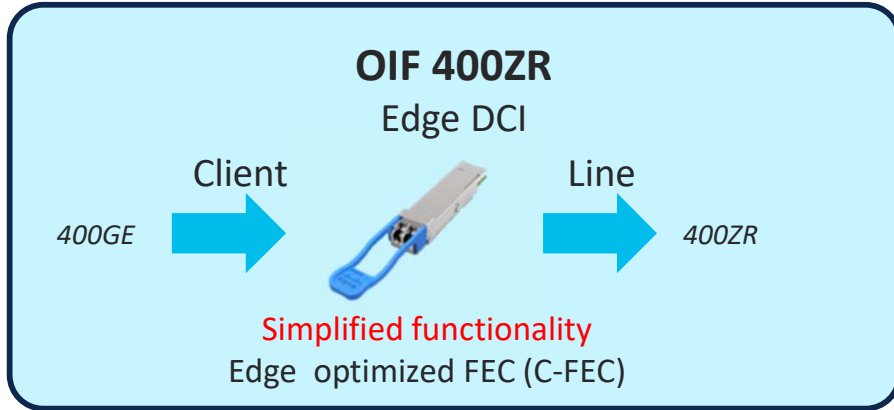 OIF 400ZR
Edge DCI
Client
Line
400GE
400ZR
Simplified functionality
Edge optimized FEC (C-FEC)